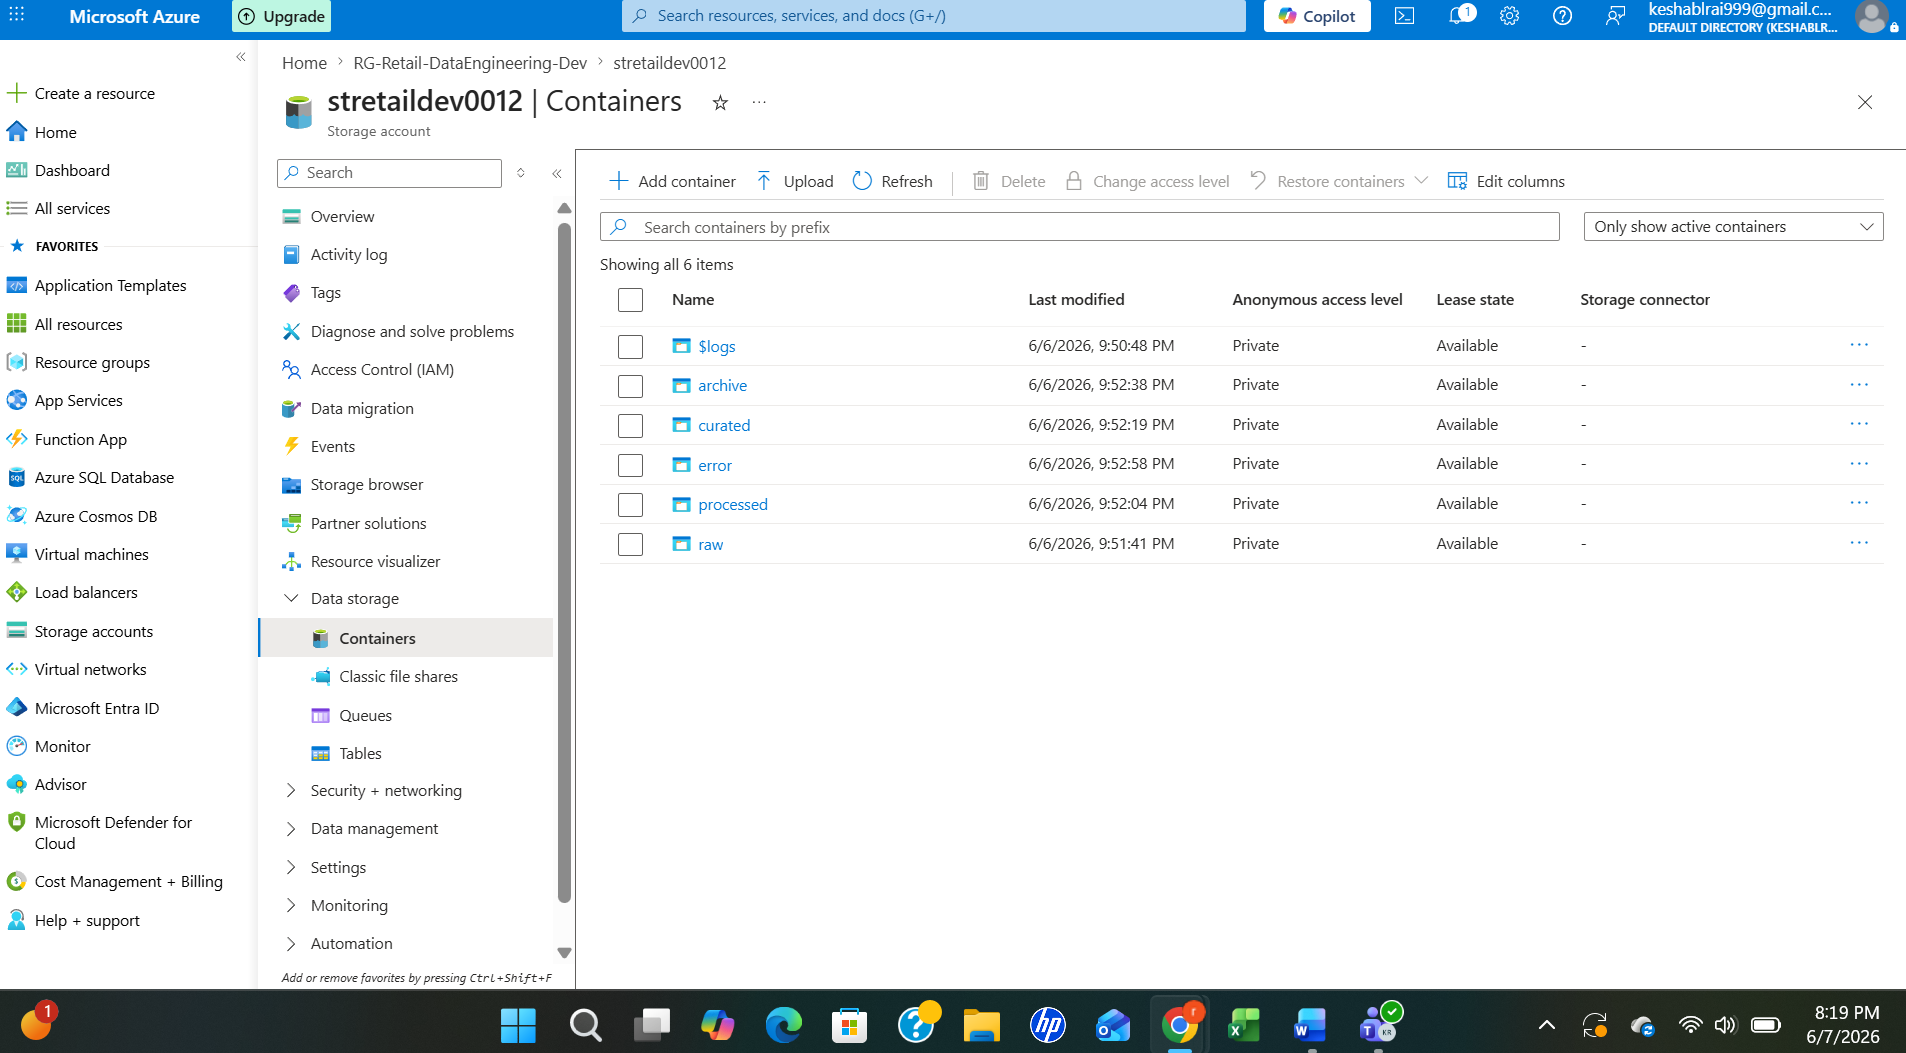 Microsoft Azure
Upgrade
Search resources, services, and docs (G+/)
Copilot
1
keshablrai999@gmail.c...
DEFAULT DIRECTORY (KESHABLR...
Create a resource
Home
Dashboard
All services
FAVORITES
Application Templates
All resources
Resource groups
App Services
Function App
Azure SQL Database
Azure Cosmos DB
Virtual machines
Load balancers
Storage accounts
Virtual networks
Microsoft Entra ID
Monitor
Advisor
Microsoft Defender for
Cloud
Cost Management + Billing
Help + support
Home > RG-Retail-DataEngineering-Dev > stretaildev0012
stretaildev0012 | Containers
Storage account
Search
Overview
Activity log
Tags
Diagnose and solve problems
Access Control (IAM)
Data migration
Events
Storage browser
Partner solutions
Resource visualizer
Data storage
Containers
Classic file shares
Queues
Tables
Security + networking
Data management
Settings
Monitoring
Automation
Add or remove favorites by pressing Ctrl+Shift+F
Add container Upload Refresh Delete Change access level Restore containers Edit columns
Search containers by prefix
Only show active containers
Showing all 6 items
Name Last modified Anonymous access level Lease state Storage connector
$logs 6/6/2026, 9:50:48 PM Private Available -
archive 6/6/2026, 9:52:38 PM Private Available -
curated 6/6/2026, 9:52:19 PM Private Available -
error 6/6/2026, 9:52:58 PM Private Available -
processed 6/6/2026, 9:52:04 PM Private Available -
raw 6/6/2026, 9:51:41 PM Private Available -
1
8:19 PM
6/7/2026